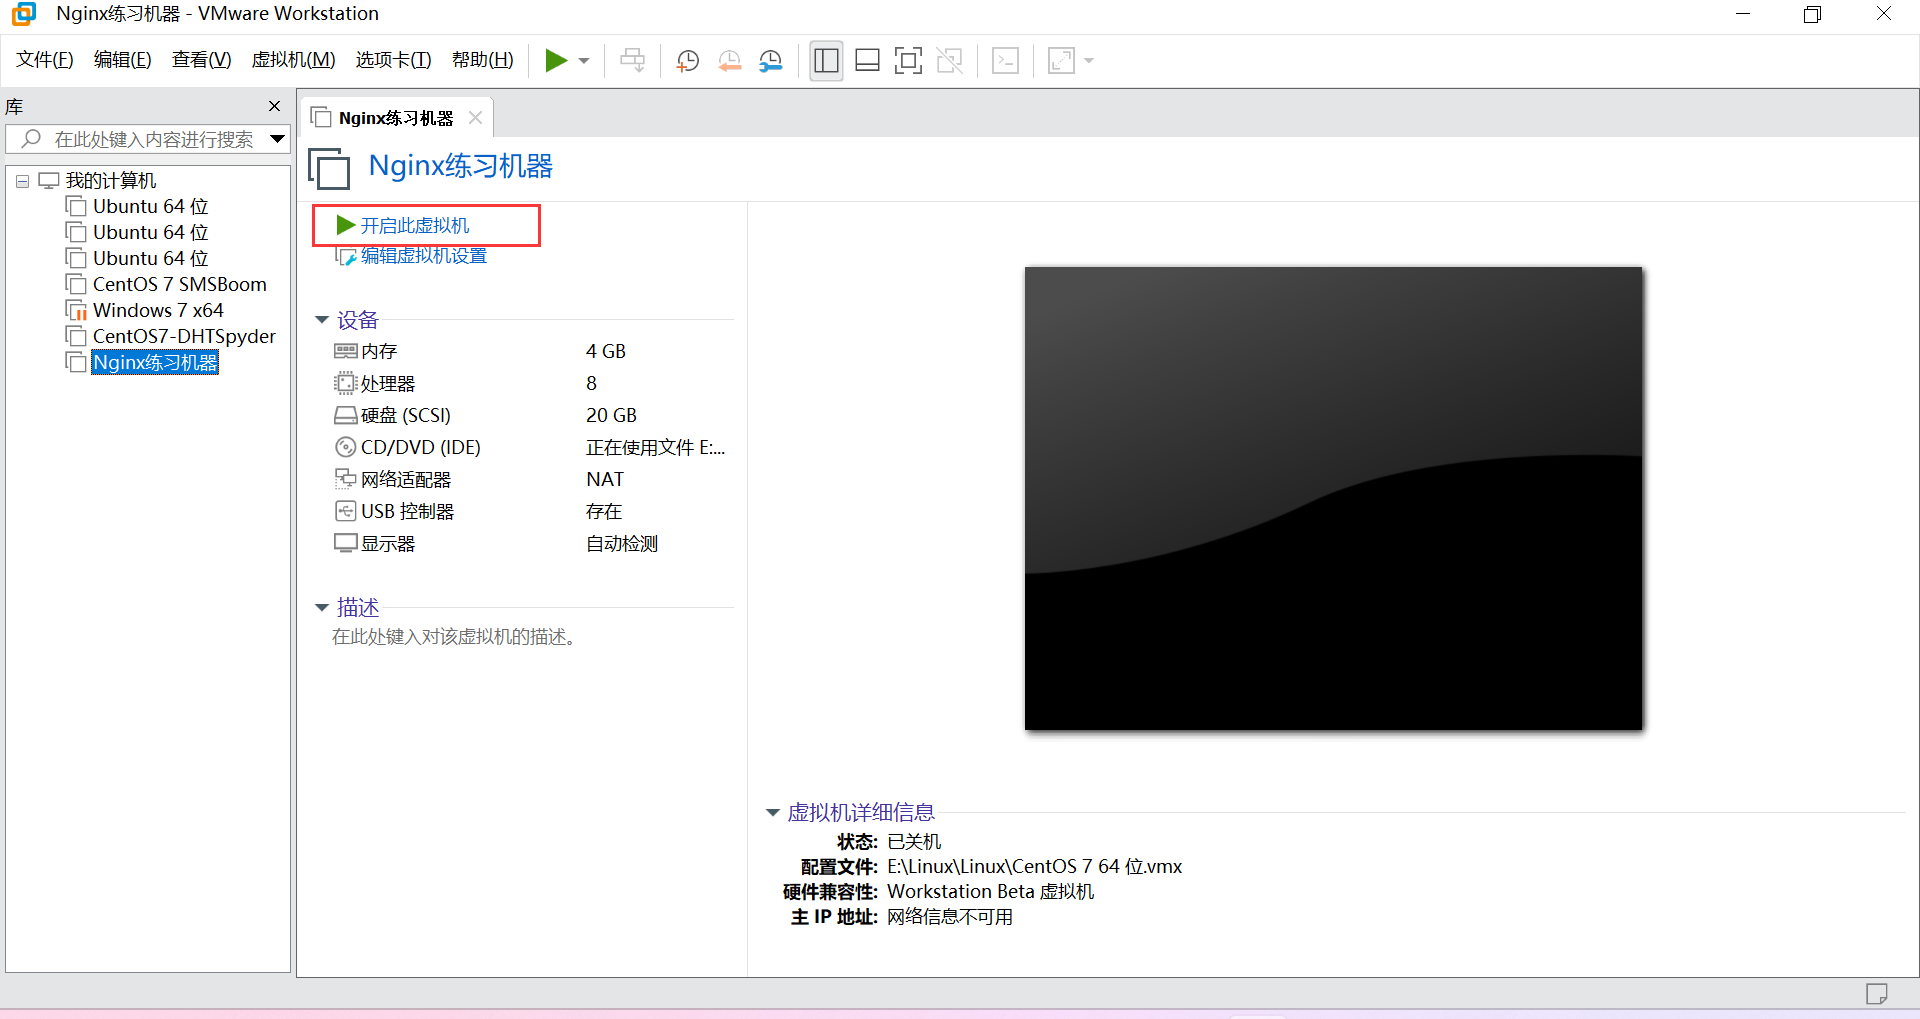 Nginx练习机器 - VMware Workstation
文件(F) 编辑(E) 查看(V) 虚拟机(M) 选项卡(T) 帮助(H)
库
在此处键入内容进行搜索
我的计算机
Ubuntu 64 位
Ubuntu 64 位
Ubuntu 64 位
CentOS 7 SMSBoom
Windows 7 x64
CentOS7-DHTSpyder
Nginx练习机器
Nginx练习机器
Nginx练习机器
开启此虚拟机
编辑虚拟机设置
设备
内存 4 GB
处理器 8
硬盘 (SCSI) 20 GB
CD/DVD (IDE) 正在使用文件 E:...
网络适配器 NAT
USB 控制器 存在
显示器 自动检测
描述
在此处键入对该虚拟机的描述。
虚拟机详细信息
状态: 已关机
配置文件: E:\Linux\Linux\CentOS 7 64 位.vmx
硬件兼容性: Workstation Beta 虚拟机
主 IP 地址: 网络信息不可用